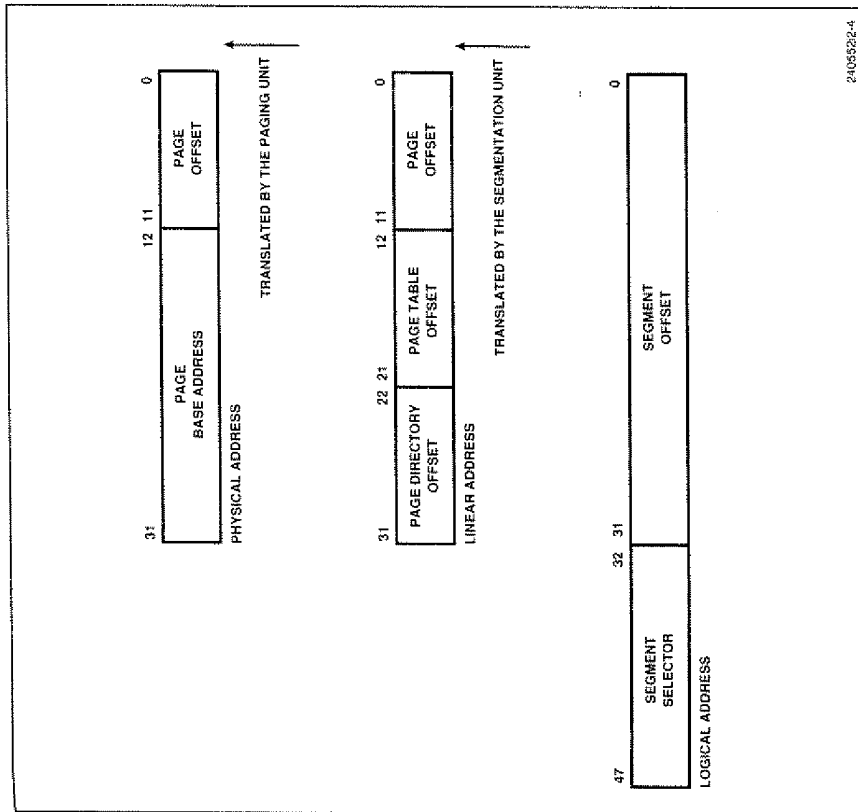 31
12 11
0
PAGE
BASE ADDRESS
PAGE
OFFSET
PHYSICAL ADDRESS
TRANSLATED BY THE PAGING UNIT
31
22 21
12 11
0
PAGE DIRECTORY
OFFSET
PAGE TABLE
OFFSET
PAGE
OFFSET
LINEAR ADDRESS
TRANSLATED BY THE SEGMENTATION UNIT
47
32 31
0
SEGMENT
SELECTOR
SEGMENT
OFFSET
LOGICAL ADDRESS